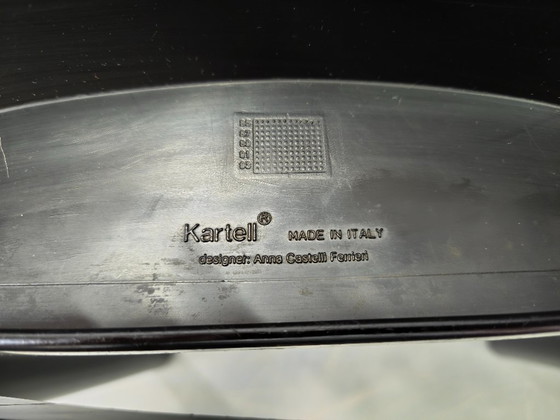 Kartell® MADE IN ITALY
designer: Anna Castelli Ferrieri